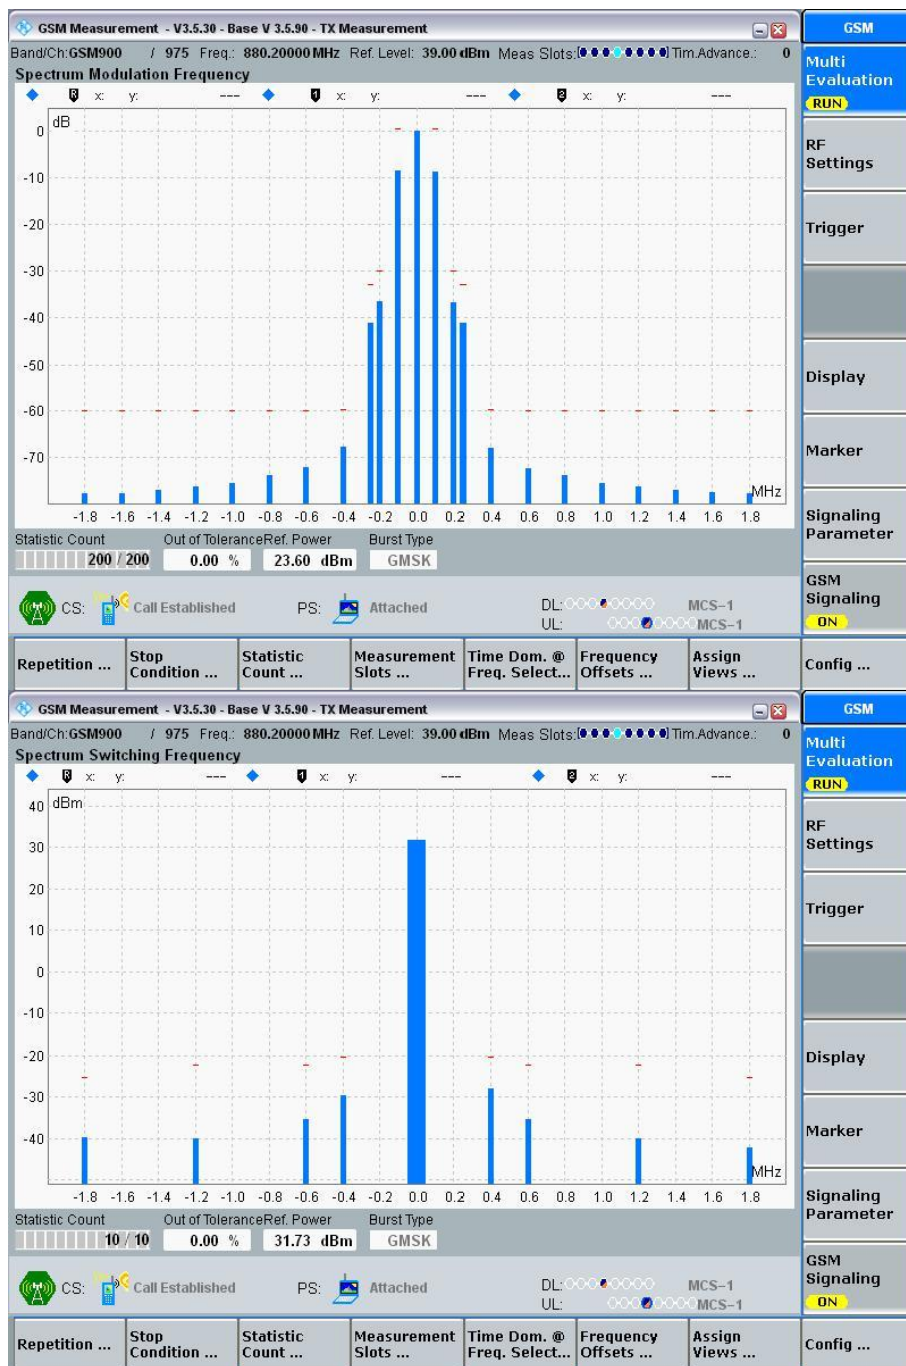 GSM Measurement - V3.5.30 - Base V 3.5.90 - TX Measurement
GSM
Band/Ch:GSM900 / 975 Freq.: 880.20000 MHz Ref. Level: 39.00 dBm Meas Slots: Tim.Advance.: 0
Multi Evaluation
RUN
Spectrum Modulation Frequency
R x: y: --- 1 x: y: --- 2 x: y: ---
dB
0
-10
-20
-30
-40
-50
-60
-70
MHz
-1.8 -1.6 -1.4 -1.2 -1.0 -0.8 -0.6 -0.4 -0.2 0.0 0.2 0.4 0.6 0.8 1.0 1.2 1.4 1.6 1.8
RF Settings
Trigger
Display
Marker
Signaling Parameter
GSM Signaling
ON
Statistic Count Out of Tolerance Ref. Power Burst Type
200 / 200 0.00 % 23.60 dBm GMSK
CS: Call Established PS: Attached DL: MCS-1
UL: MCS-1
Repetition ... Stop Condition ... Statistic Count ... Measurement Slots ... Time Dom. @ Freq. Select... Frequency Offsets ... Assign Views ... Config ...
GSM Measurement - V3.5.30 - Base V 3.5.90 - TX Measurement
GSM
Band/Ch:GSM900 / 975 Freq.: 880.20000 MHz Ref. Level: 39.00 dBm Meas Slots: Tim.Advance.: 0
Multi Evaluation
RUN
Spectrum Switching Frequency
R x: y: --- 1 x: y: --- 2 x: y: ---
dBm
40
30
20
10
0
-10
-20
-30
-40
MHz
-1.8 -1.6 -1.4 -1.2 -1.0 -0.8 -0.6 -0.4 -0.2 0.0 0.2 0.4 0.6 0.8 1.0 1.2 1.4 1.6 1.8
RF Settings
Trigger
Display
Marker
Signaling Parameter
GSM Signaling
ON
Statistic Count Out of Tolerance Ref. Power Burst Type
10 / 10 0.00 % 31.73 dBm GMSK
CS: Call Established PS: Attached DL: MCS-1
UL: MCS-1
Repetition ... Stop Condition ... Statistic Count ... Measurement Slots ... Time Dom. @ Freq. Select... Frequency Offsets ... Assign Views ... Config ...